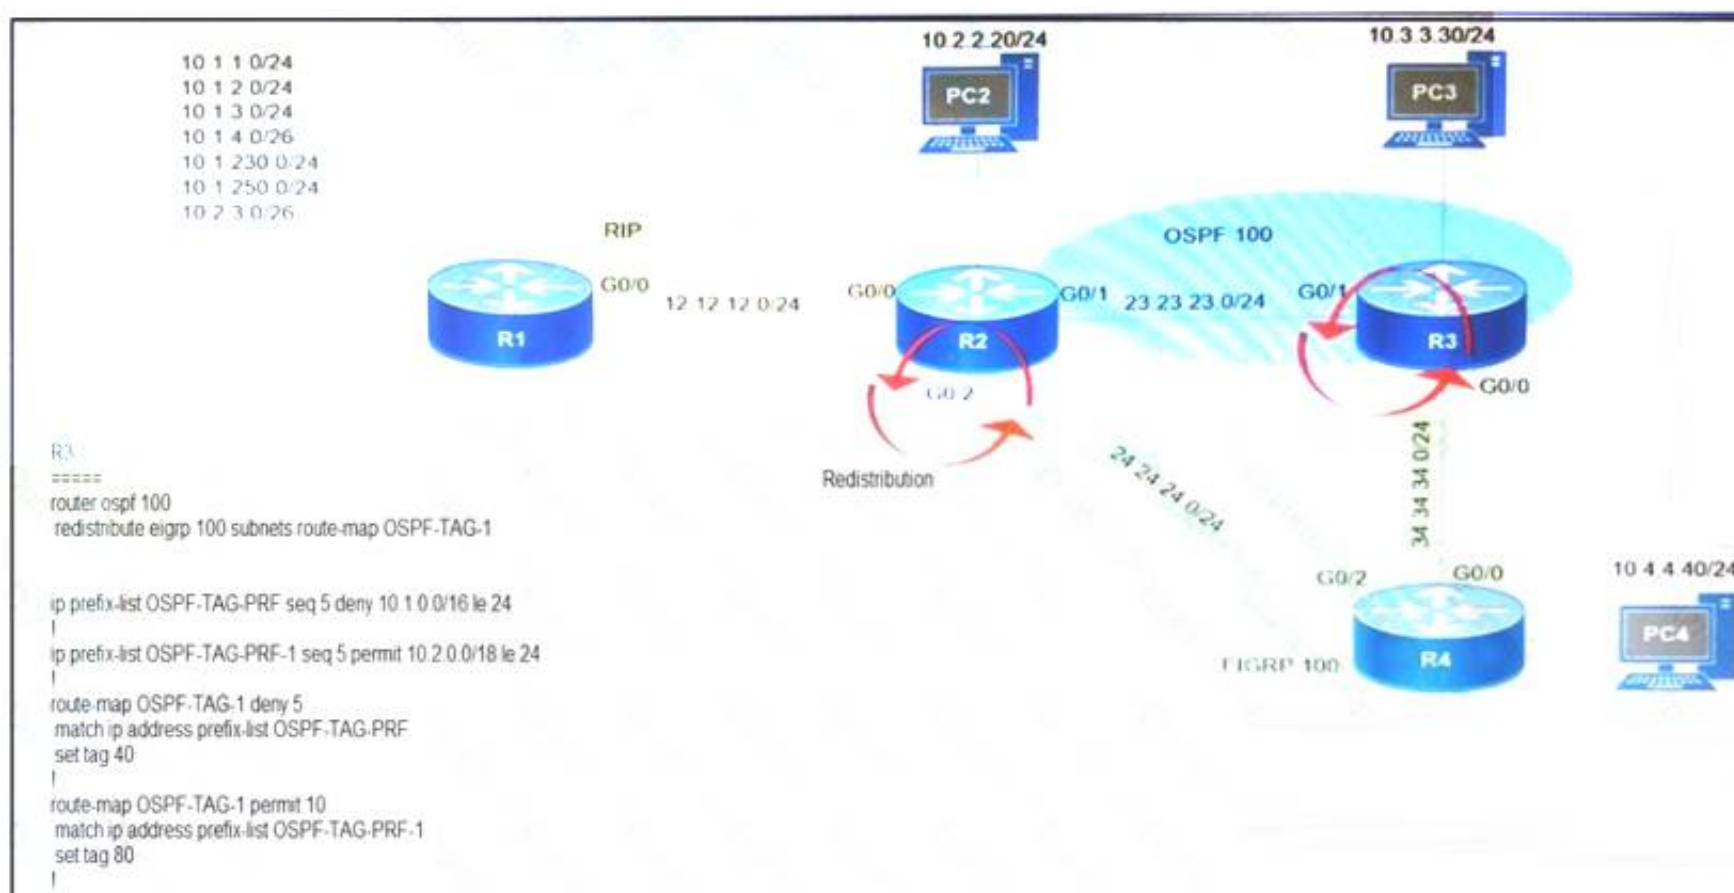 10 1 1 0/24
10 1 2 0/24
10 1 3 0/24
10 1 4 0/26
10 1 230 0/24
10 1 250 0/24
10 2 3 0/26
10 2 2.20/24
10 3 3.30/24
PC2
PC3
RIP
OSPF 100
G0/0
12 12 12 0/24
G0/0
G0/1
23 23 23 0/24
G0/1
R1
R2
R3
G0/0
G0 2
Redistribution
24 24 24 0/24
34 34 34 0/24
G0/2
G0/0
10 4 4 40/24
PC4
R4
EIGRP 100
R3
=====
router ospf 100
redistribute eigrp 100 subnets route-map OSPF-TAG-1
ip prefix-list OSPF-TAG-PRF seq 5 deny 10.1.0.0/16 le 24
!
ip prefix-list OSPF-TAG-PRF-1 seq 5 permit 10.2.0.0/18 le 24
!
route-map OSPF-TAG-1 deny 5
match ip address prefix-list OSPF-TAG-PRF
set tag 40
!
route-map OSPF-TAG-1 permit 10
match ip address prefix-list OSPF-TAG-PRF-1
set tag 80
!